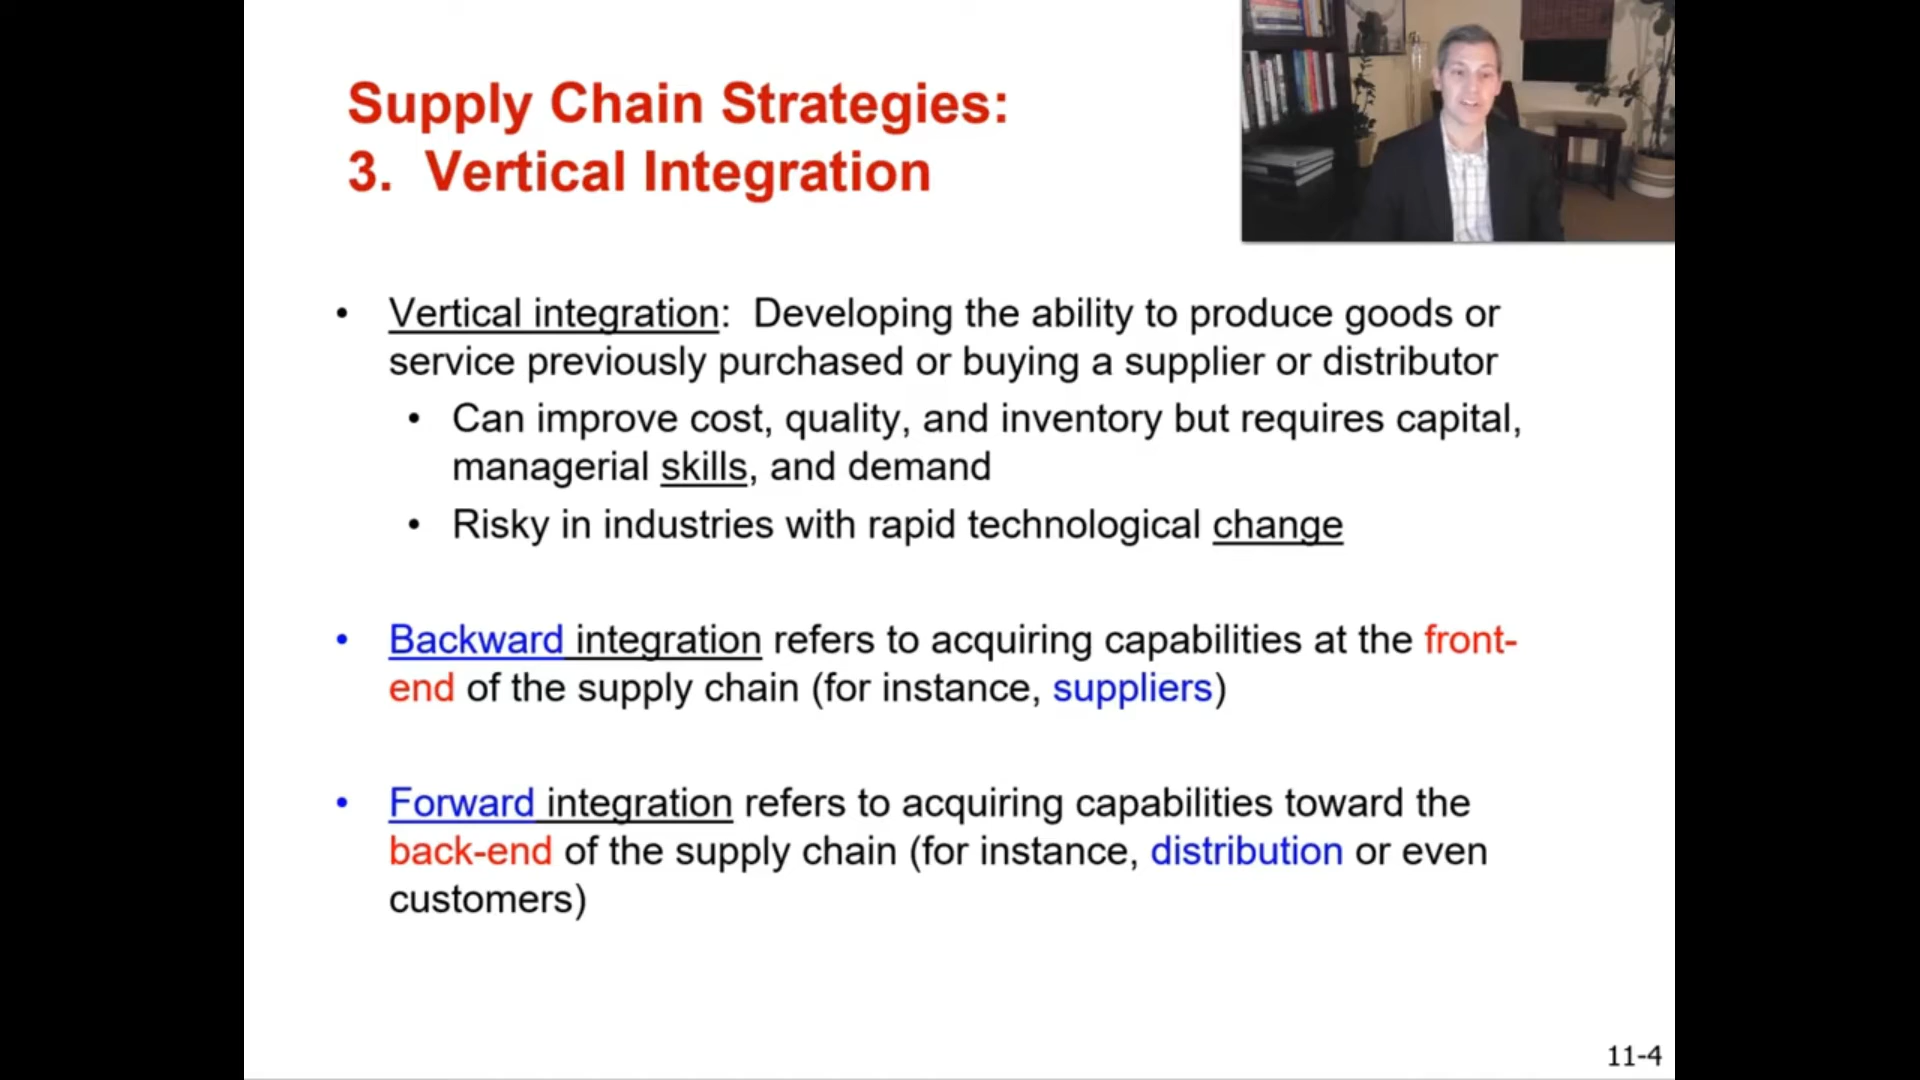 Supply Chain Strategies:
3. Vertical Integration
• Vertical integration: Developing the ability to produce goods or
service previously purchased or buying a supplier or distributor
• Can improve cost, quality, and inventory but requires capital,
managerial skills, and demand
• Risky in industries with rapid technological change
• Backward integration refers to acquiring capabilities at the front-
end of the supply chain (for instance, suppliers)
• Forward integration refers to acquiring capabilities toward the
back-end of the supply chain (for instance, distribution or even
customers)
11-4